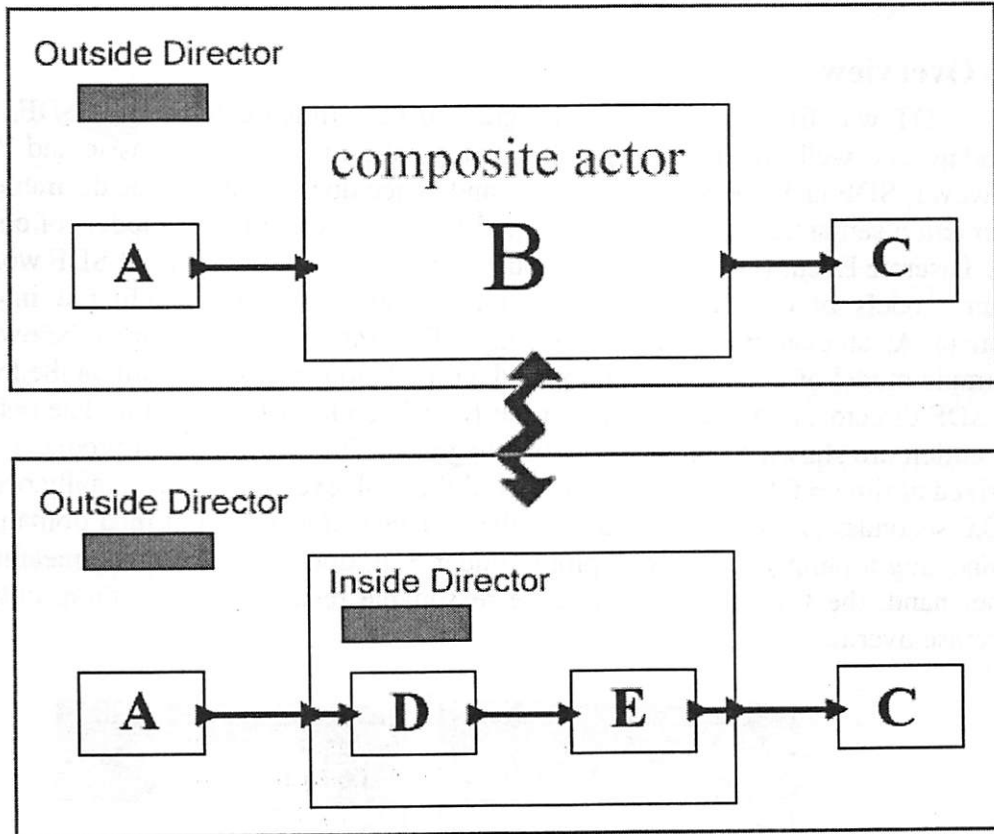 Outside Director
composite actor
A
B
C
Outside Director
Inside Director
A
D
E
C